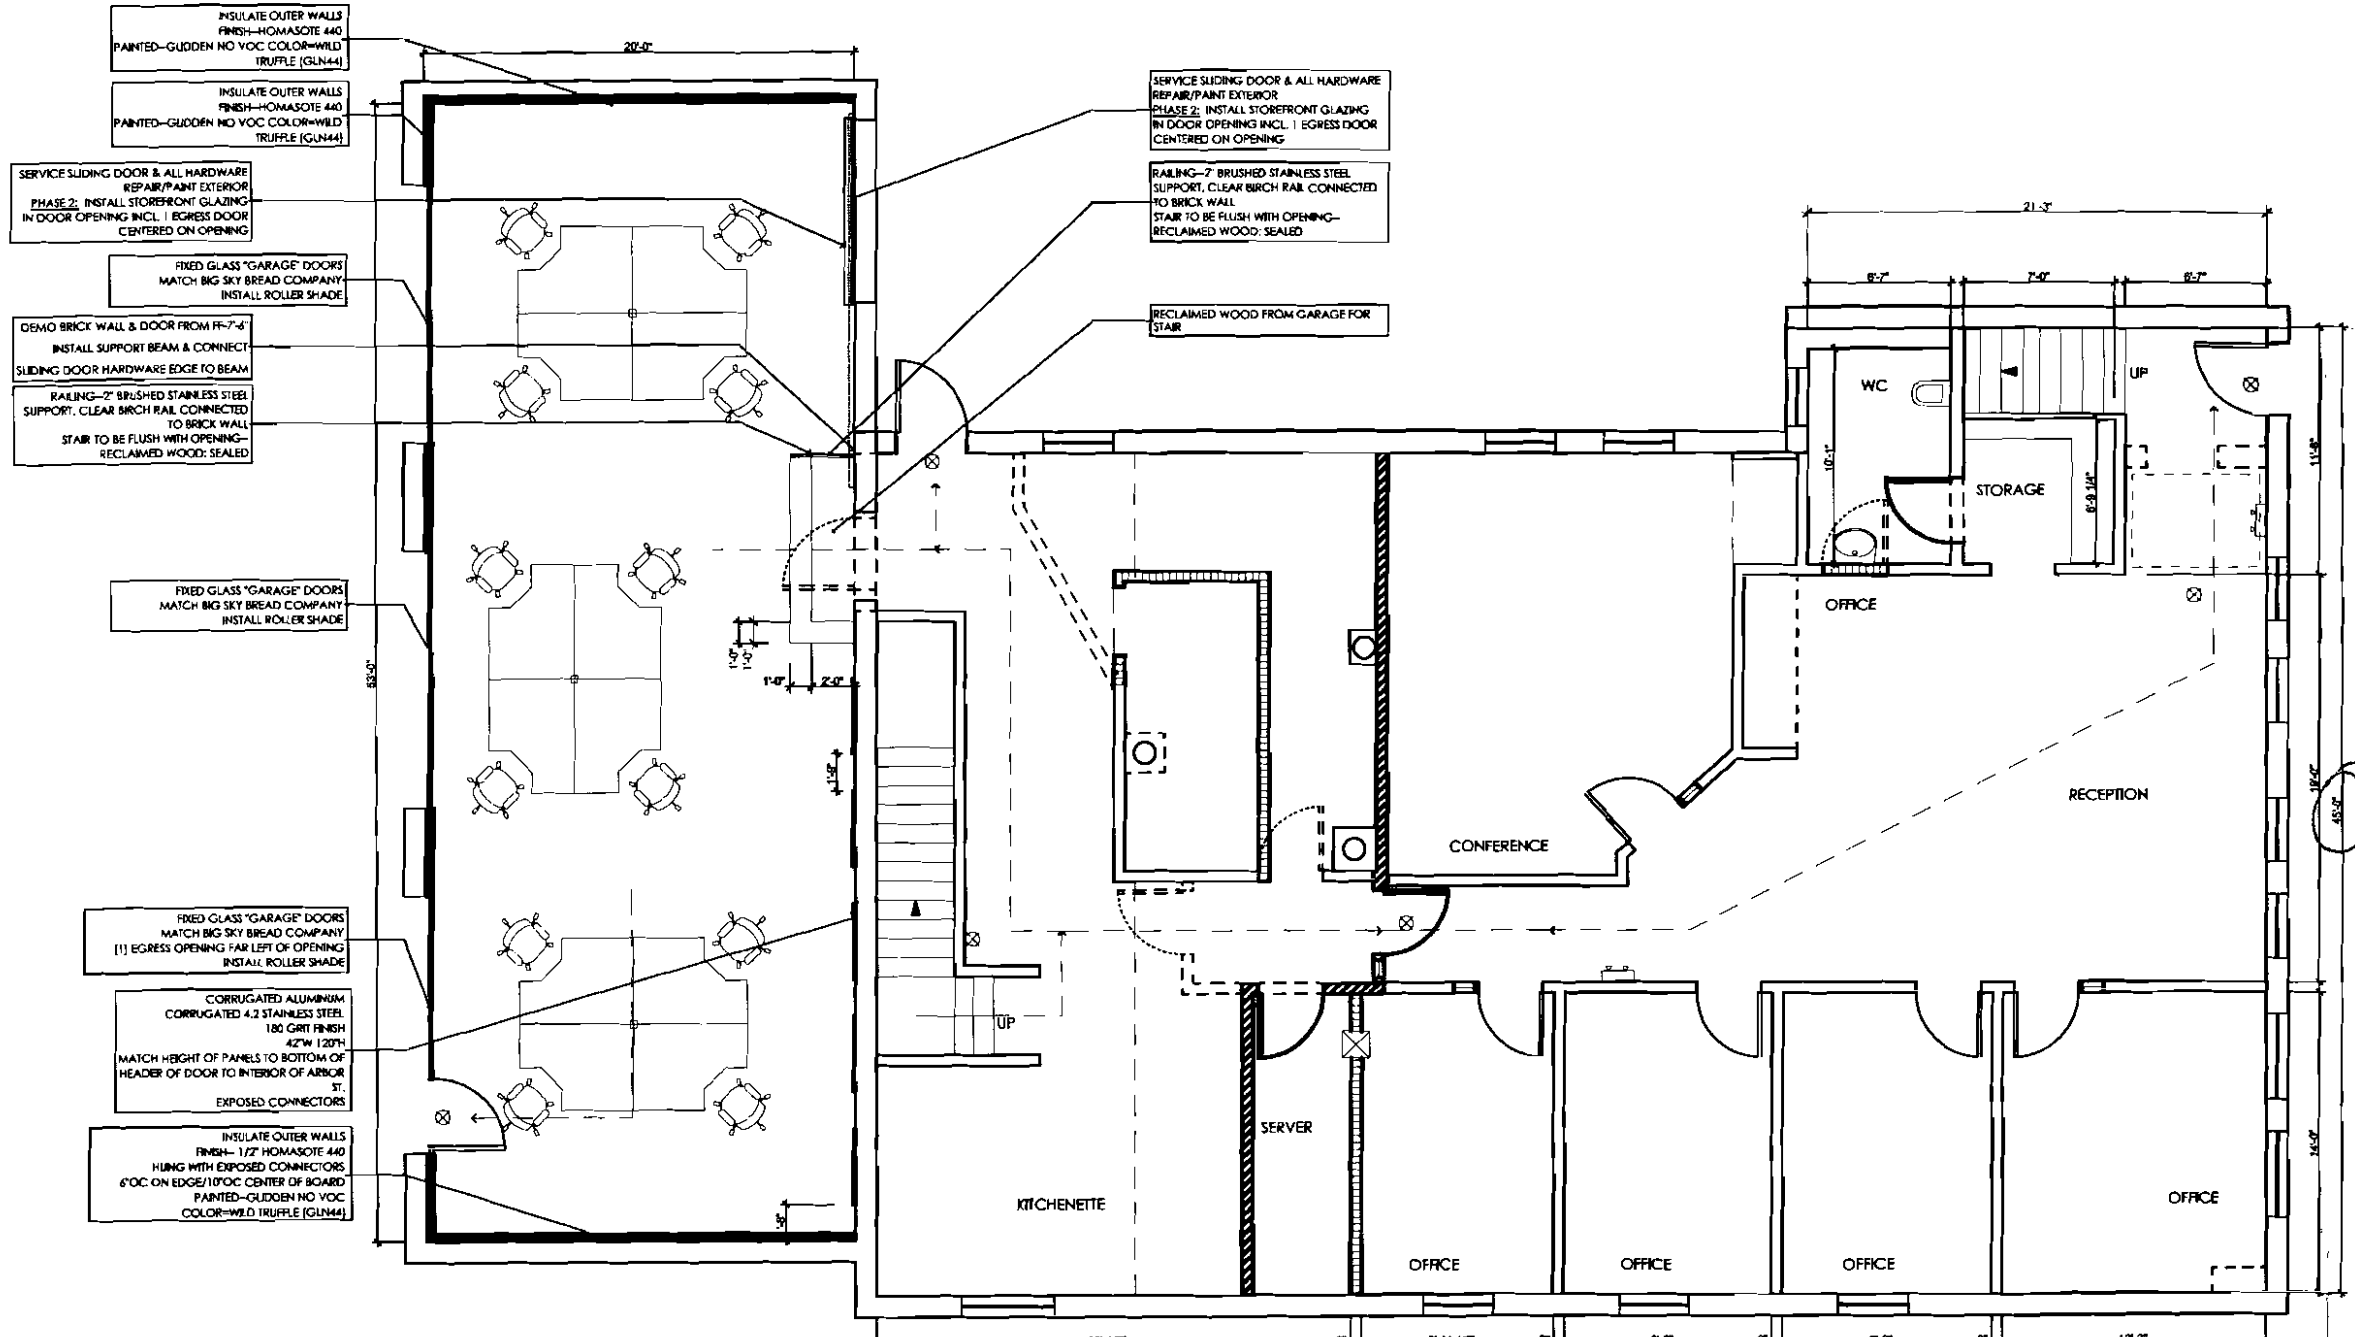 INSULATE OUTER WALLS
FINISH—HOMASOTE 440
PAINTED—GLIDDEN NO VOC COLOR=WILD
TRUFFLE (GLN44)
INSULATE OUTER WALLS
FINISH—HOMASOTE 440
PAINTED—GLIDDEN NO VOC COLOR=WILD
TRUFFLE (GLN44)
SERVICE SLIDING DOOR & ALL HARDWARE
REPAIR/PAINT EXTERIOR
PHASE 2: INSTALL STOREFRONT GLAZING
IN DOOR OPENING INCL. 1 EGRESS DOOR
CENTERED ON OPENING
FIXED GLASS "GARAGE" DOORS
MATCH BIG SKY BREAD COMPANY
INSTALL ROLLER SHADE
DEMO BRICK WALL & DOOR FROM FF-7'-6"
INSTALL SUPPORT BEAM & CONNECT
SLIDING DOOR HARDWARE EDGE TO BEAM
RAILING—2" BRUSHED STAINLESS STEEL
SUPPORT, CLEAR BIRCH RAIL CONNECTED
TO BRICK WALL
STAIR TO BE FLUSH WITH OPENING—
RECLAIMED WOOD: SEALED
FIXED GLASS "GARAGE" DOORS
MATCH BIG SKY BREAD COMPANY
INSTALL ROLLER SHADE
FIXED GLASS "GARAGE" DOORS
MATCH BIG SKY BREAD COMPANY
[1] EGRESS OPENING FAR LEFT OF OPENING
INSTALL ROLLER SHADE
CORRUGATED ALUMINUM
CORRUGATED 4.2 STAINLESS STEEL
180 GRIT FINISH
42"W 120"H
MATCH HEIGHT OF PANELS TO BOTTOM OF
HEADER OF DOOR TO INTERIOR OF ARBOR
ST.
EXPOSED CONNECTORS
INSULATE OUTER WALLS
FINISH— 1/2" HOMASOTE 440
HUNG WITH EXPOSED CONNECTORS
6"OC ON EDGE/10"OC CENTER OF BOARD
PAINTED—GLIDDEN NO VOC
COLOR=WILD TRUFFLE (GLN44)
20'-0"
53'-0"
SERVICE SLIDING DOOR & ALL HARDWARE
REPAIR/PAINT EXTERIOR
PHASE 2: INSTALL STOREFRONT GLAZING
IN DOOR OPENING INCL. 1 EGRESS DOOR
CENTERED ON OPENING
RAILING—2" BRUSHED STAINLESS STEEL
SUPPORT, CLEAR BIRCH RAIL CONNECTED
TO BRICK WALL
STAIR TO BE FLUSH WITH OPENING—
RECLAIMED WOOD: SEALED
RECLAIMED WOOD FROM GARAGE FOR
STAIR
1'-0"
1'-0"
1'-0"
2'-0"
UP
KITCHENETTE
SERVER
CONFERENCE
21'-3"
6'-7"
7'-0"
6'-7"
WC
UP
10'-1"
STORAGE
6'-9 1/4"
11'-8"
OFFICE
RECEPTION
45'-0"
14'-0"
OFFICE
OFFICE
OFFICE
OFFICE